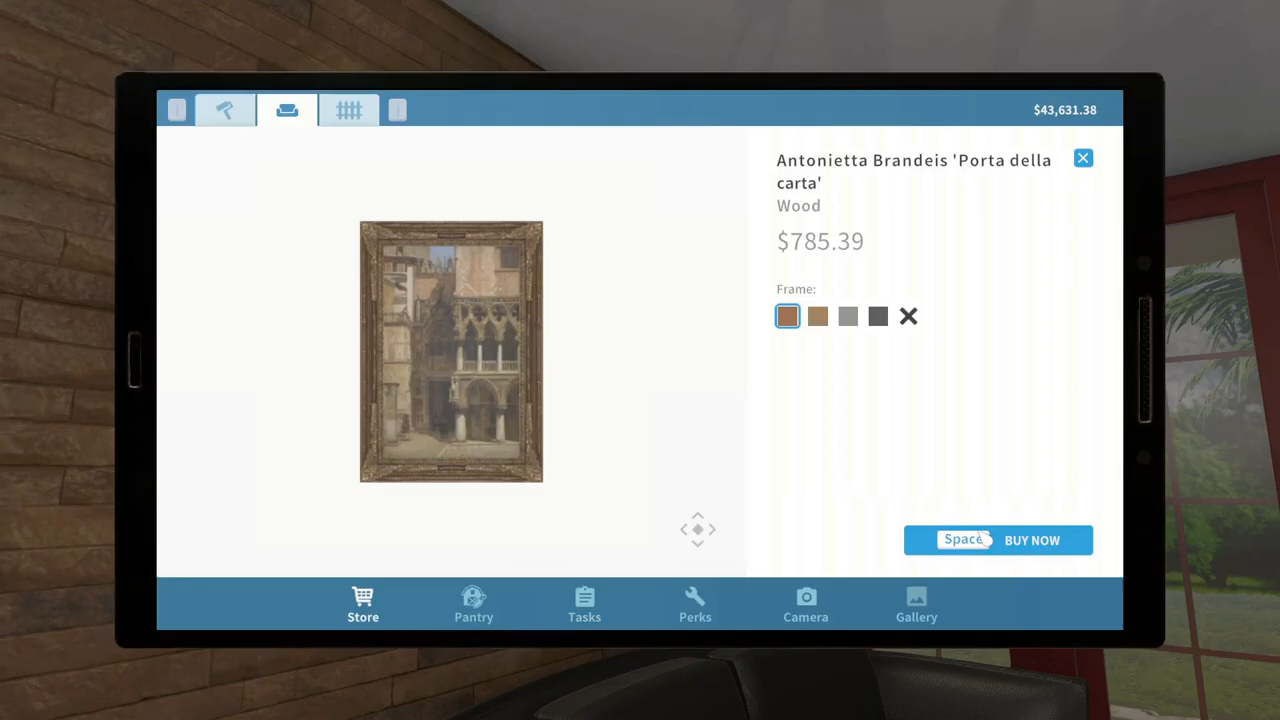 $43,631.38
Antonietta Brandeis 'Porta della
carta'
Wood
$785.39
Frame:
Space BUY NOW
Store
Pantry
Tasks
Perks
Camera
Gallery